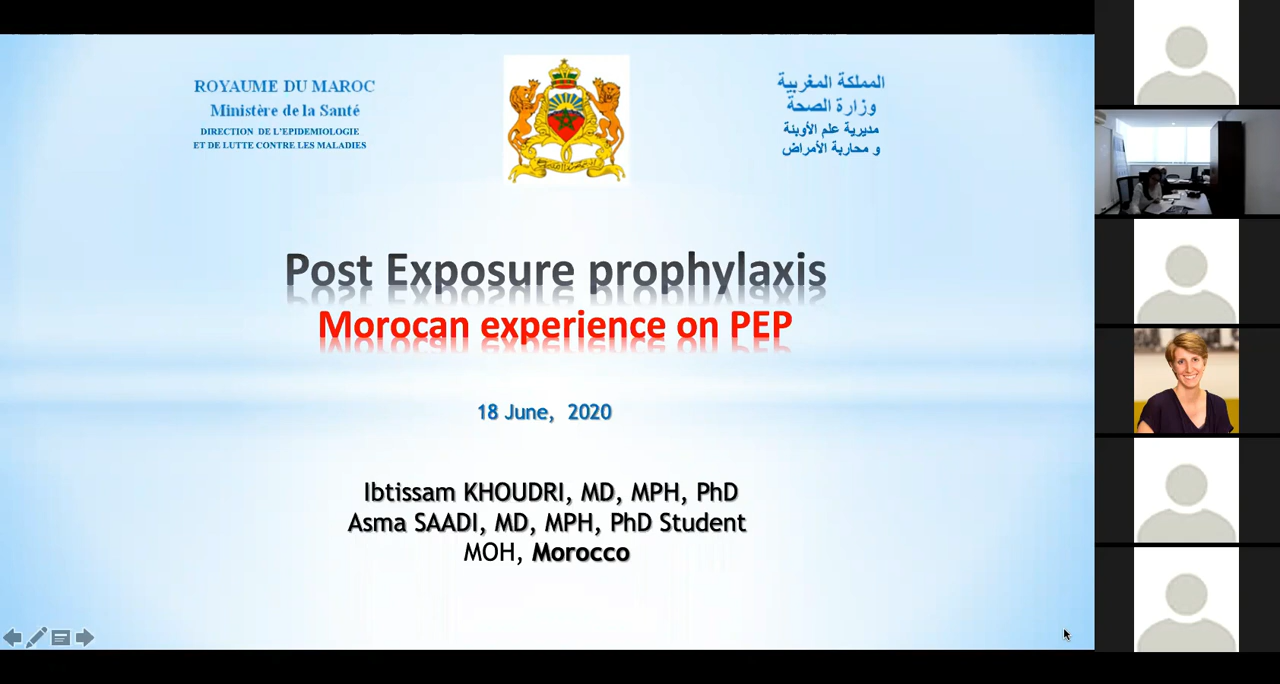 ROYAUME DU MAROC
Ministère de la Santé
DIRECTION DE L'EPIDEMIOLOGIE
ET DE LUTTE CONTRE LES MALADIES
المملكة المغربية
وزارة الصحة
مديرية علم الأوبئة
و محاربة الأمراض
Post Exposure prophylaxis
Morocan experience on PEP
18 June, 2020
Ibtissam KHOUDRI, MD, MPH, PhD
Asma SAADI, MD, MPH, PhD Student
MOH, Morocco